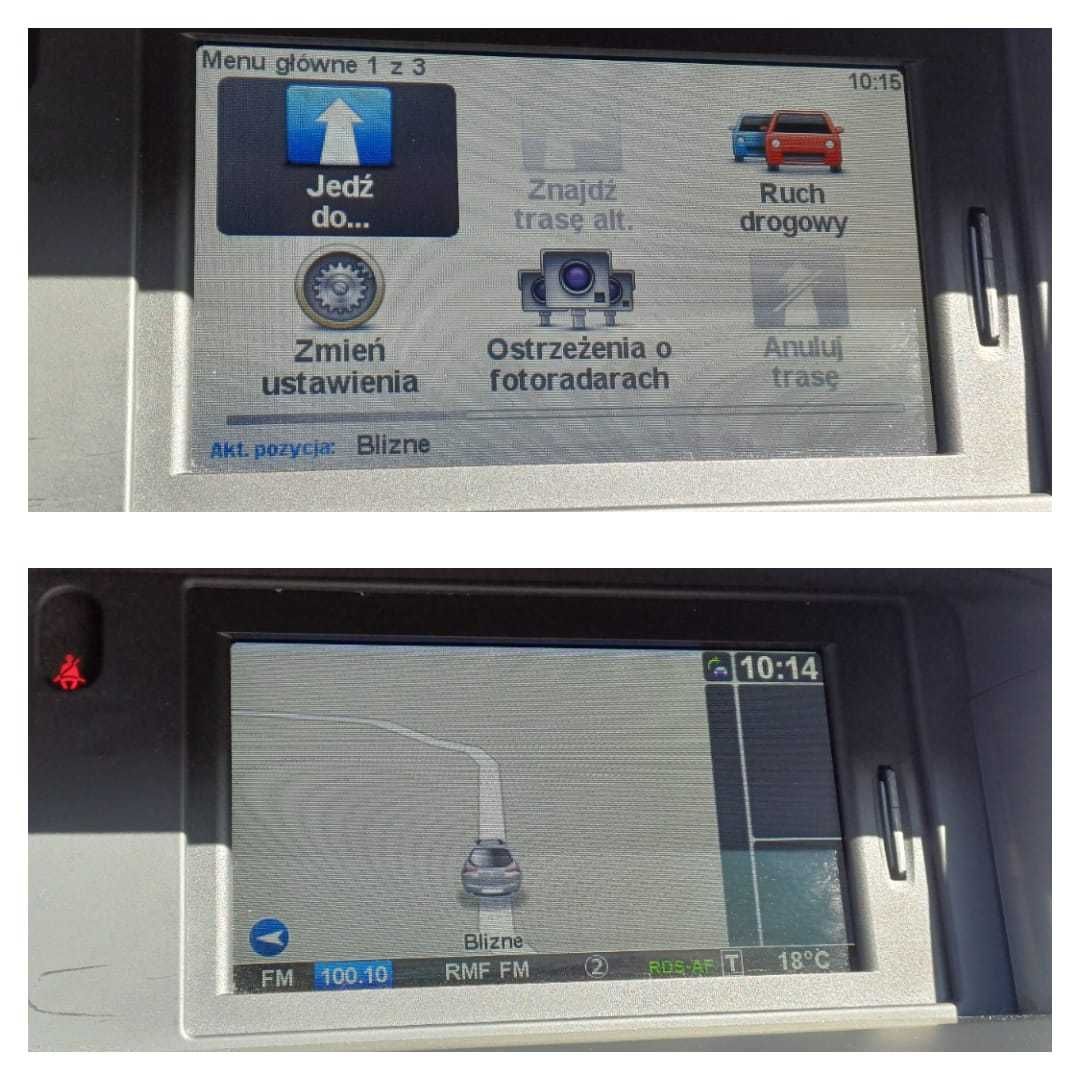 Menu główne 1 z 3
10:15
Jedź
do...
Znajdź
trasę alt.
Ruch
drogowy
Zmień
ustawienia
Ostrzeżenia o
fotoradarach
Anuluj
trasę
Akt. pozycja: Blizne
10:14
Blizne
FM 100.10 RMF FM 2 RDS-AF T 18°C